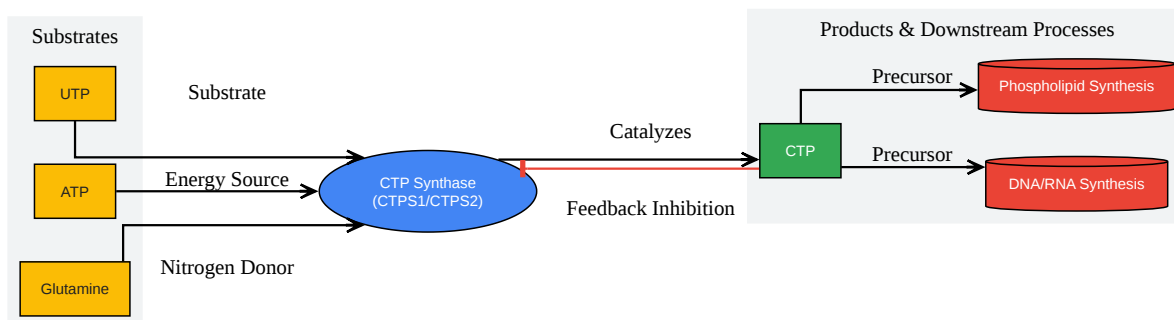 Substrates
Products & Downstream Processes
UTP
Substrate
Precursor
Phospholipid Synthesis
Catalyzes
CTP
Precursor
ATP
Energy Source
CTP Synthase
(CTPS1/CTPS2)
DNA/RNA Synthesis
Feedback Inhibition
Nitrogen Donor
Glutamine